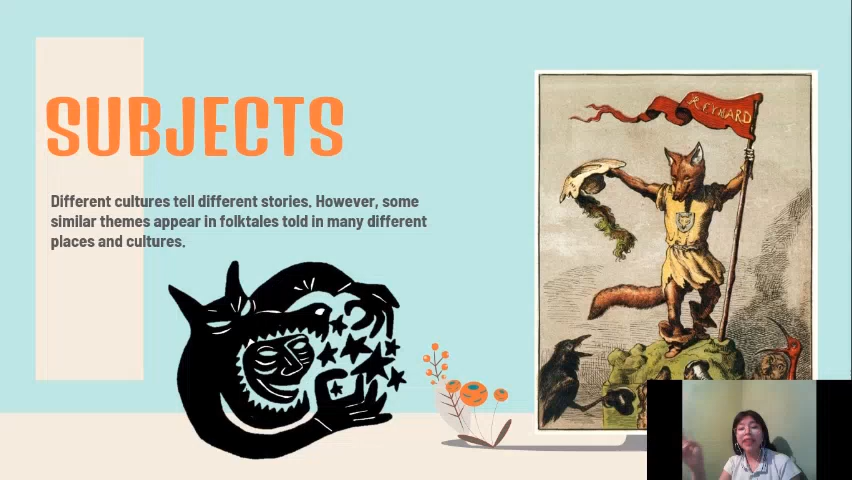 SUBJECTS
Different cultures tell different stories. However, some
similar themes appear in folktales told in many different
places and cultures.
REYNARD